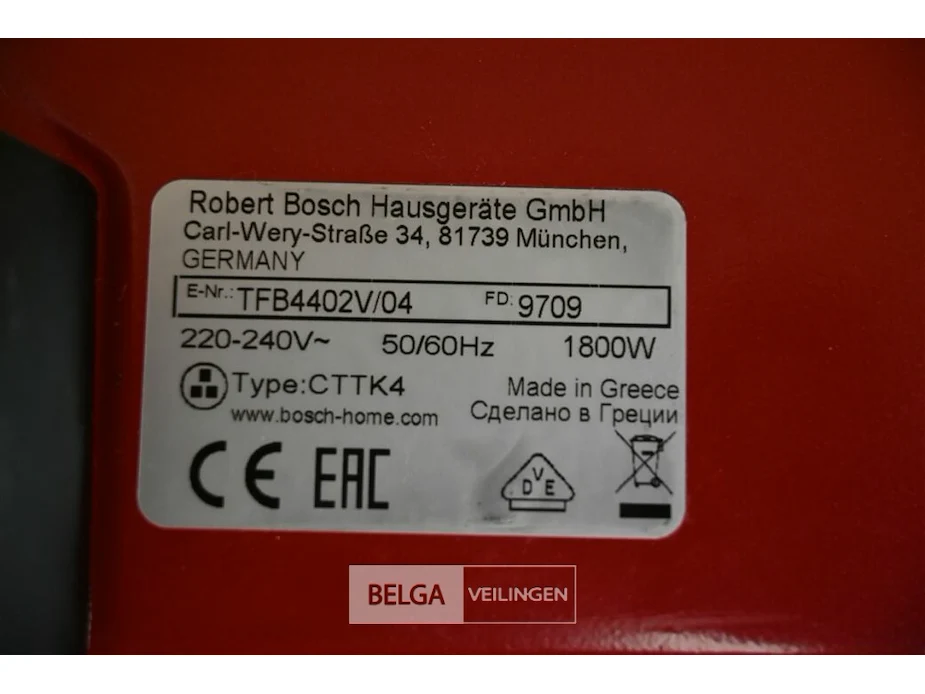 Robert Bosch Hausgeräte GmbH
Carl-Wery-Straße 34, 81739 München,
GERMANY
E-Nr.: TFB4402V/04 FD: 9709
220-240V~ 50/60Hz 1800W
Type:CTTK4 Made in Greece
www.bosch-home.com Сделано в Греции
CE EAC VDE
BELGA VEILINGEN